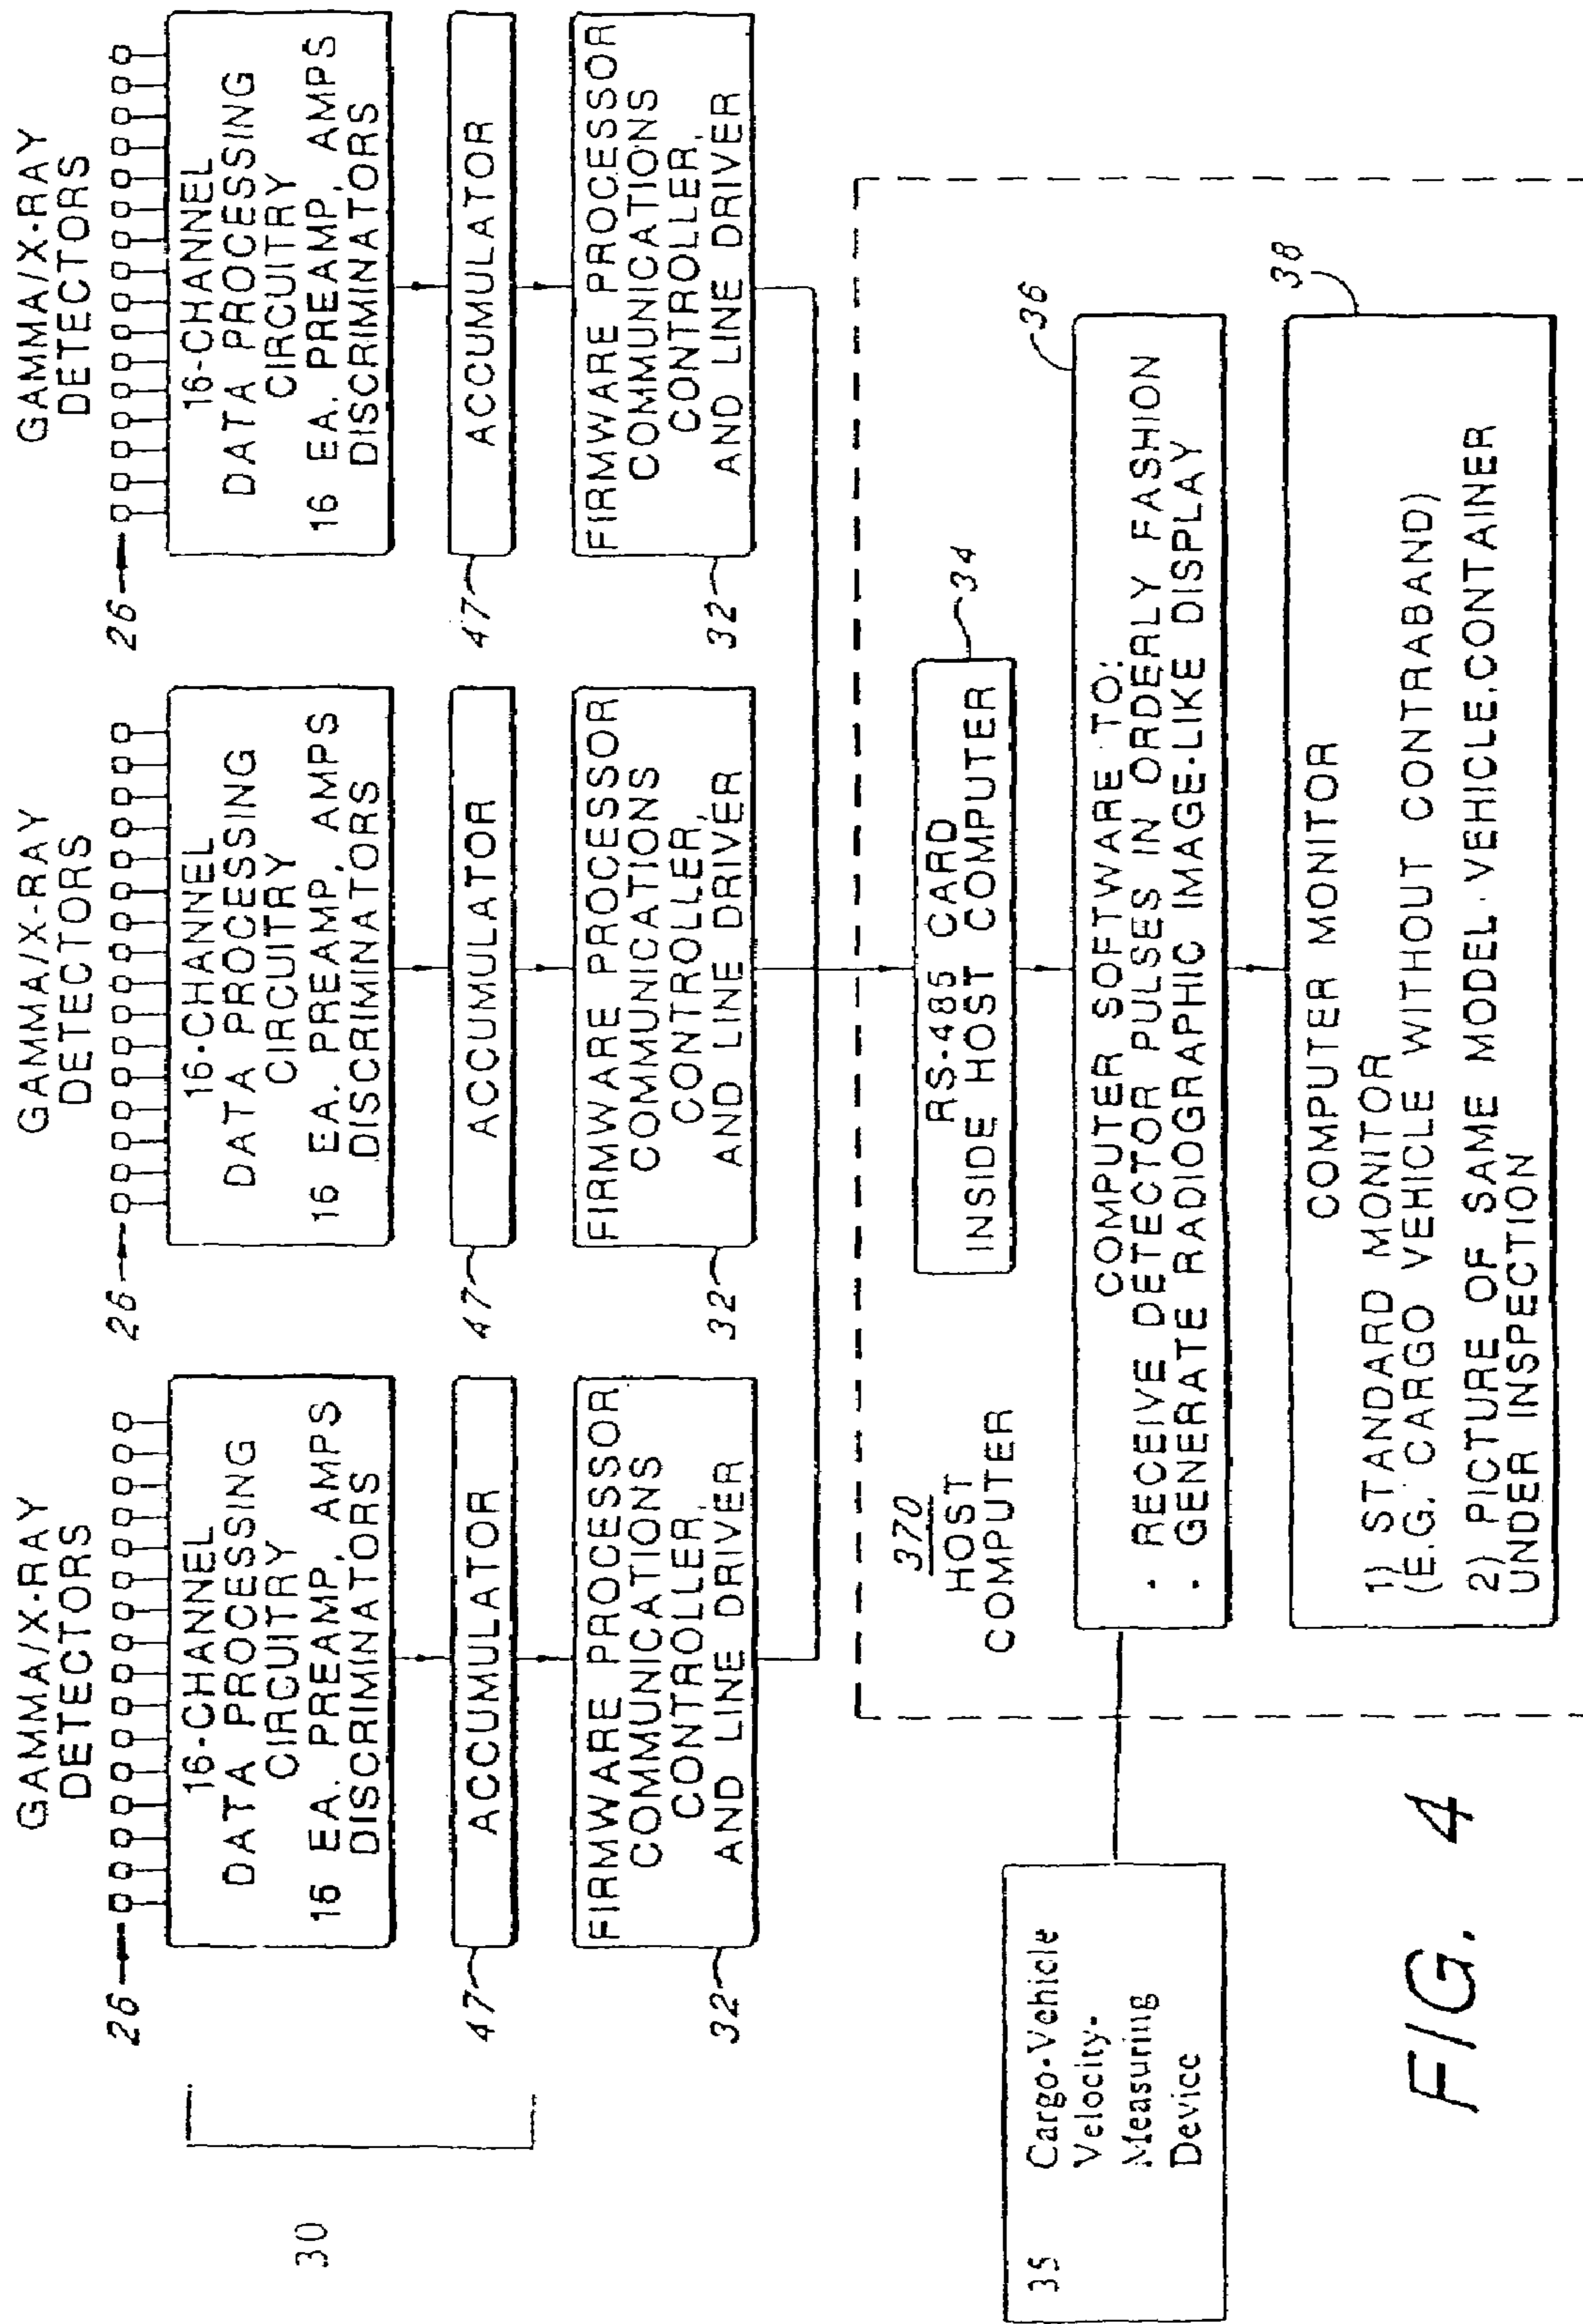 GAMMA/X-RAY
DETECTORS
26
16-CHANNEL
DATA PROCESSING
CIRCUITRY
16 EA. PREAMP, AMPS
DISCRIMINATORS
47
ACCUMULATOR
32
FIRMWARE PROCESSOR
COMMUNICATIONS
CONTROLLER,
AND LINE DRIVER
GAMMA/X-RAY
DETECTORS
26
16-CHANNEL
DATA PROCESSING
CIRCUITRY
16 EA. PREAMP, AMPS
DISCRIMINATORS
47
ACCUMULATOR
32
FIRMWARE PROCESSOR
COMMUNICATIONS
CONTROLLER,
AND LINE DRIVER
GAMMA/X-RAY
DETECTORS
26
16-CHANNEL
DATA PROCESSING
CIRCUITRY
16 EA. PREAMP, AMPS
DISCRIMINATORS
47
ACCUMULATOR
32
FIRMWARE PROCESSOR
COMMUNICATIONS
CONTROLLER,
AND LINE DRIVER
30
370
HOST
COMPUTER
RS-485 CARD
INSIDE HOST COMPUTER
34
35 Cargo-Vehicle
Velocity-
Measuring
Device
COMPUTER SOFTWARE TO:
· RECEIVE DETECTOR PULSES IN ORDERLY FASHION
· GENERATE RADIOGRAPHIC IMAGE-LIKE DISPLAY
36
COMPUTER MONITOR
1) STANDARD MONITOR
(E.G. CARGO VEHICLE WITHOUT CONTRABAND)
2) PICTURE OF SAME MODEL VEHICLE.CONTAINER
UNDER INSPECTION
38
FIG. 4